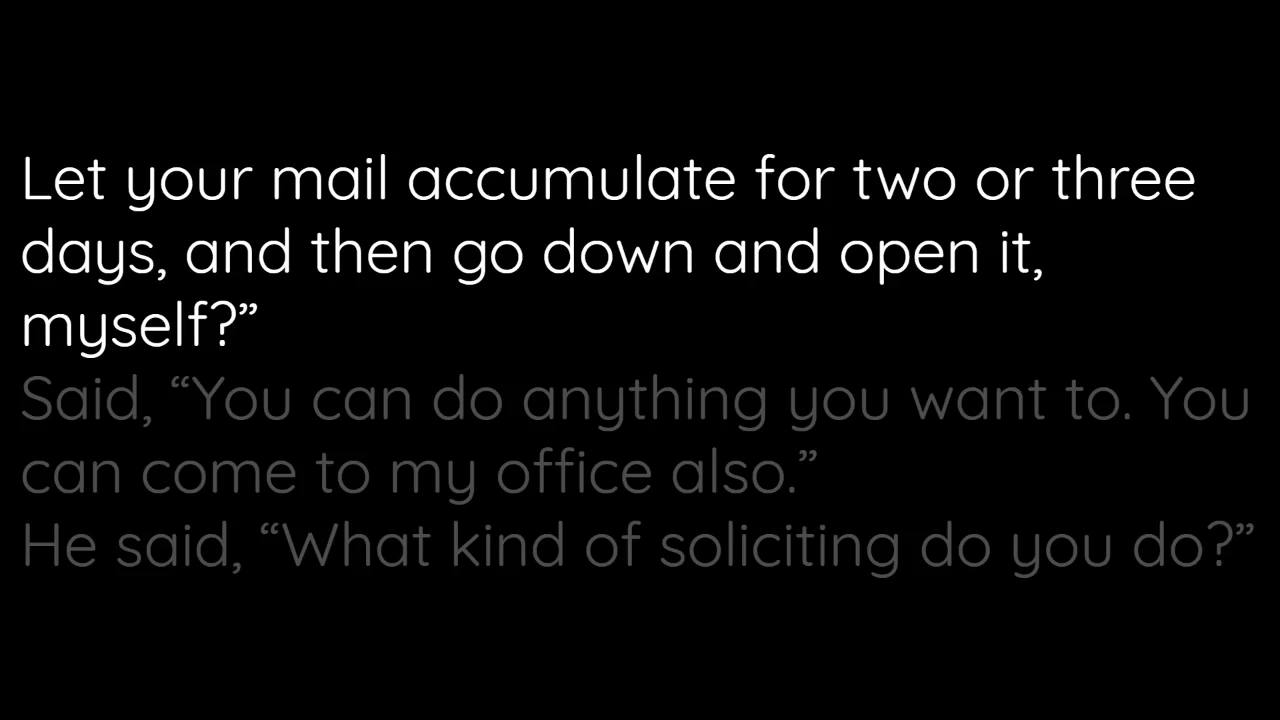 Let your mail accumulate for two or three
days, and then go down and open it,
myself?”
Said, “You can do anything you want to. You
can come to my office also.”
He said, “What kind of soliciting do you do?”